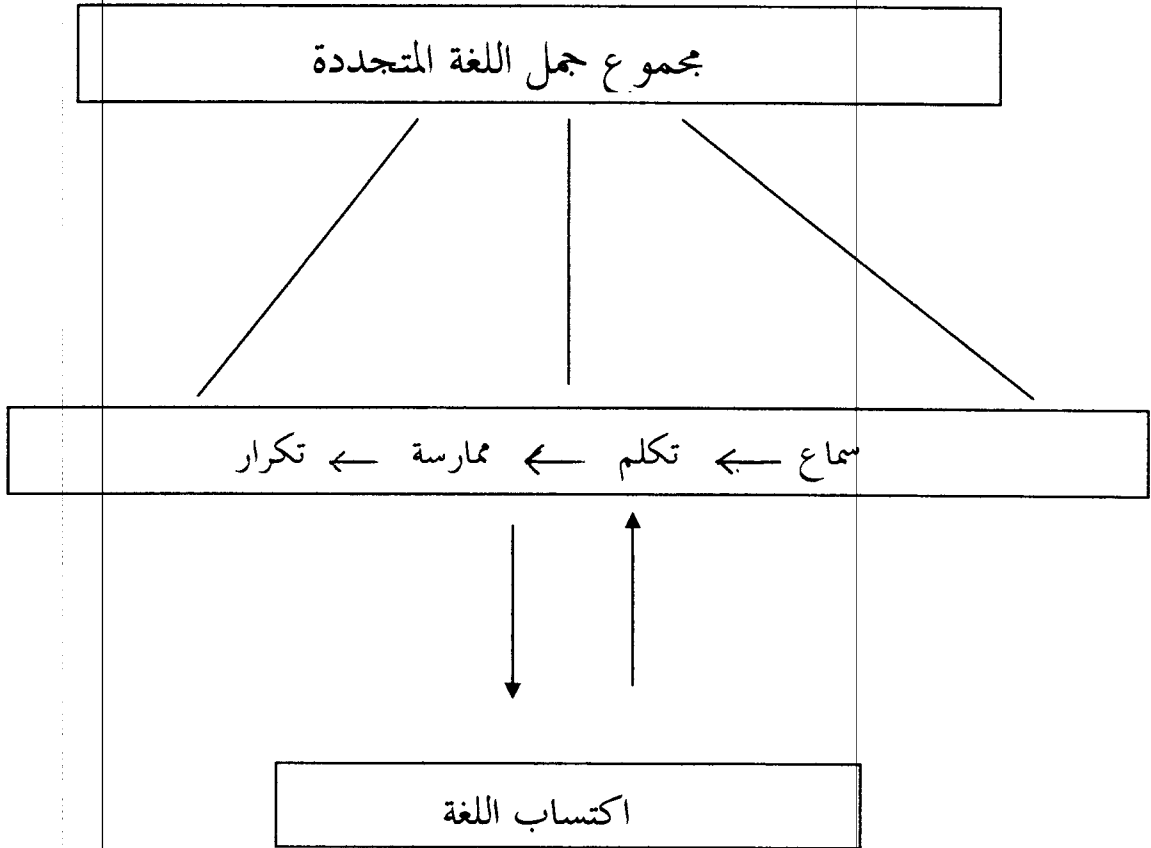 مجموع جمل اللغة المتجددة
سماع ← تكلم ← ممارسة ← تكرار
اكتساب اللغة